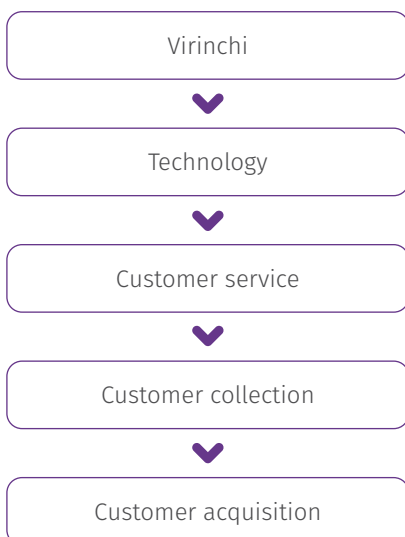 Virinchi
Technology
Customer service
Customer collection
Customer acquisition